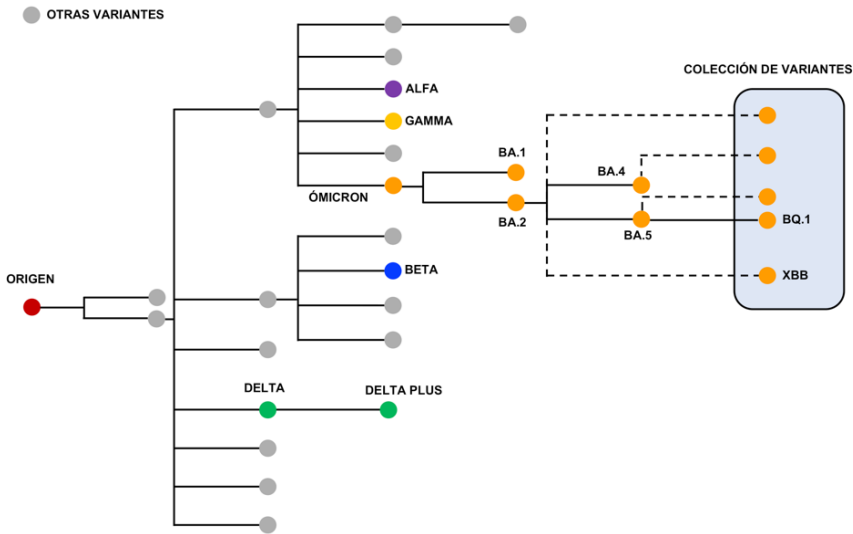 OTRAS VARIANTES
COLECCIÓN DE VARIANTES
ALFA
GAMMA
BA.1
BA.4
ÓMICRON
BA.2
BQ.1
BA.5
BETA
XBB
ORIGEN
DELTA
DELTA PLUS